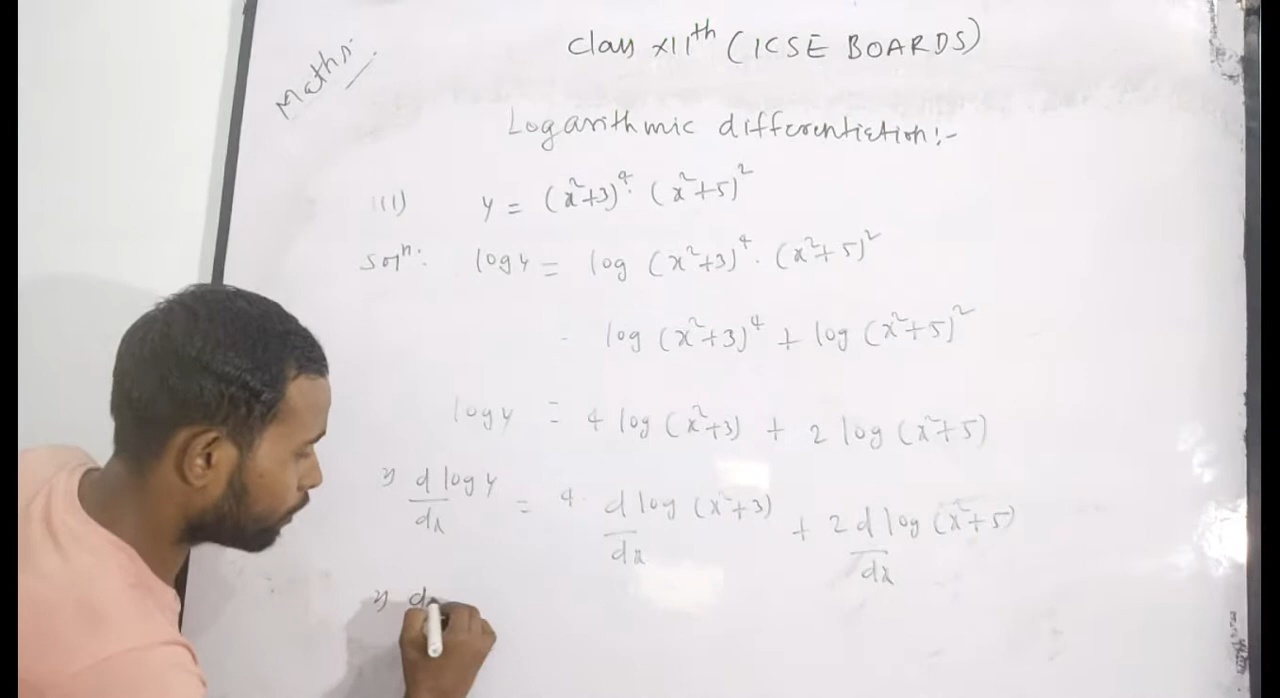 Maths:
Class XIIth (ICSE BOARDS)
Logarithmic differentiation:-
(1) y = (x²+3)⁴. (x²+5)²
Solⁿ: log y = log (x²+3)⁴. (x²+5)²
= log (x²+3)⁴ + log (x²+5)²
log y = 4 log (x²+3) + 2 log (x²+5)
⇒ d/dx log y = 4. d/dx log (x²+3) + 2 d/dx log (x²+5)
⇒ d